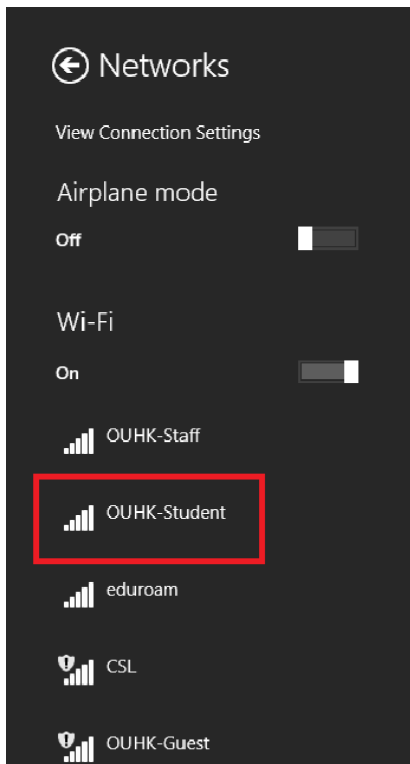 Networks
View Connection Settings
Airplane mode
Off
Wi-Fi
On
OUHK-Staff
OUHK-Student
eduroam
CSL
OUHK-Guest